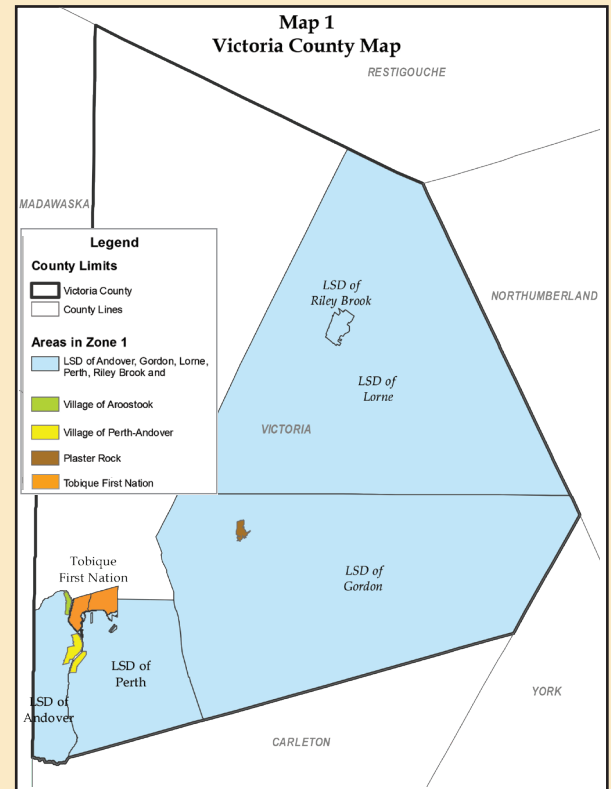 Map 1
Victoria County Map
RESTIGOUCHE
MADAWASKA
Legend
County Limits
Victoria County
County Lines
Areas in Zone 1
LSD of Andover, Gordon, Lorne,
Perth, Riley Brook and
Village of Aroostook
Village of Perth-Andover
Plaster Rock
Tobique First Nation
LSD of
Riley Brook
NORTHUMBERLAND
LSD of
Lorne
VICTORIA
Tobique
First Nation
LSD of
Gordon
LSD of
Perth
LSD of
Andover
YORK
CARLETON